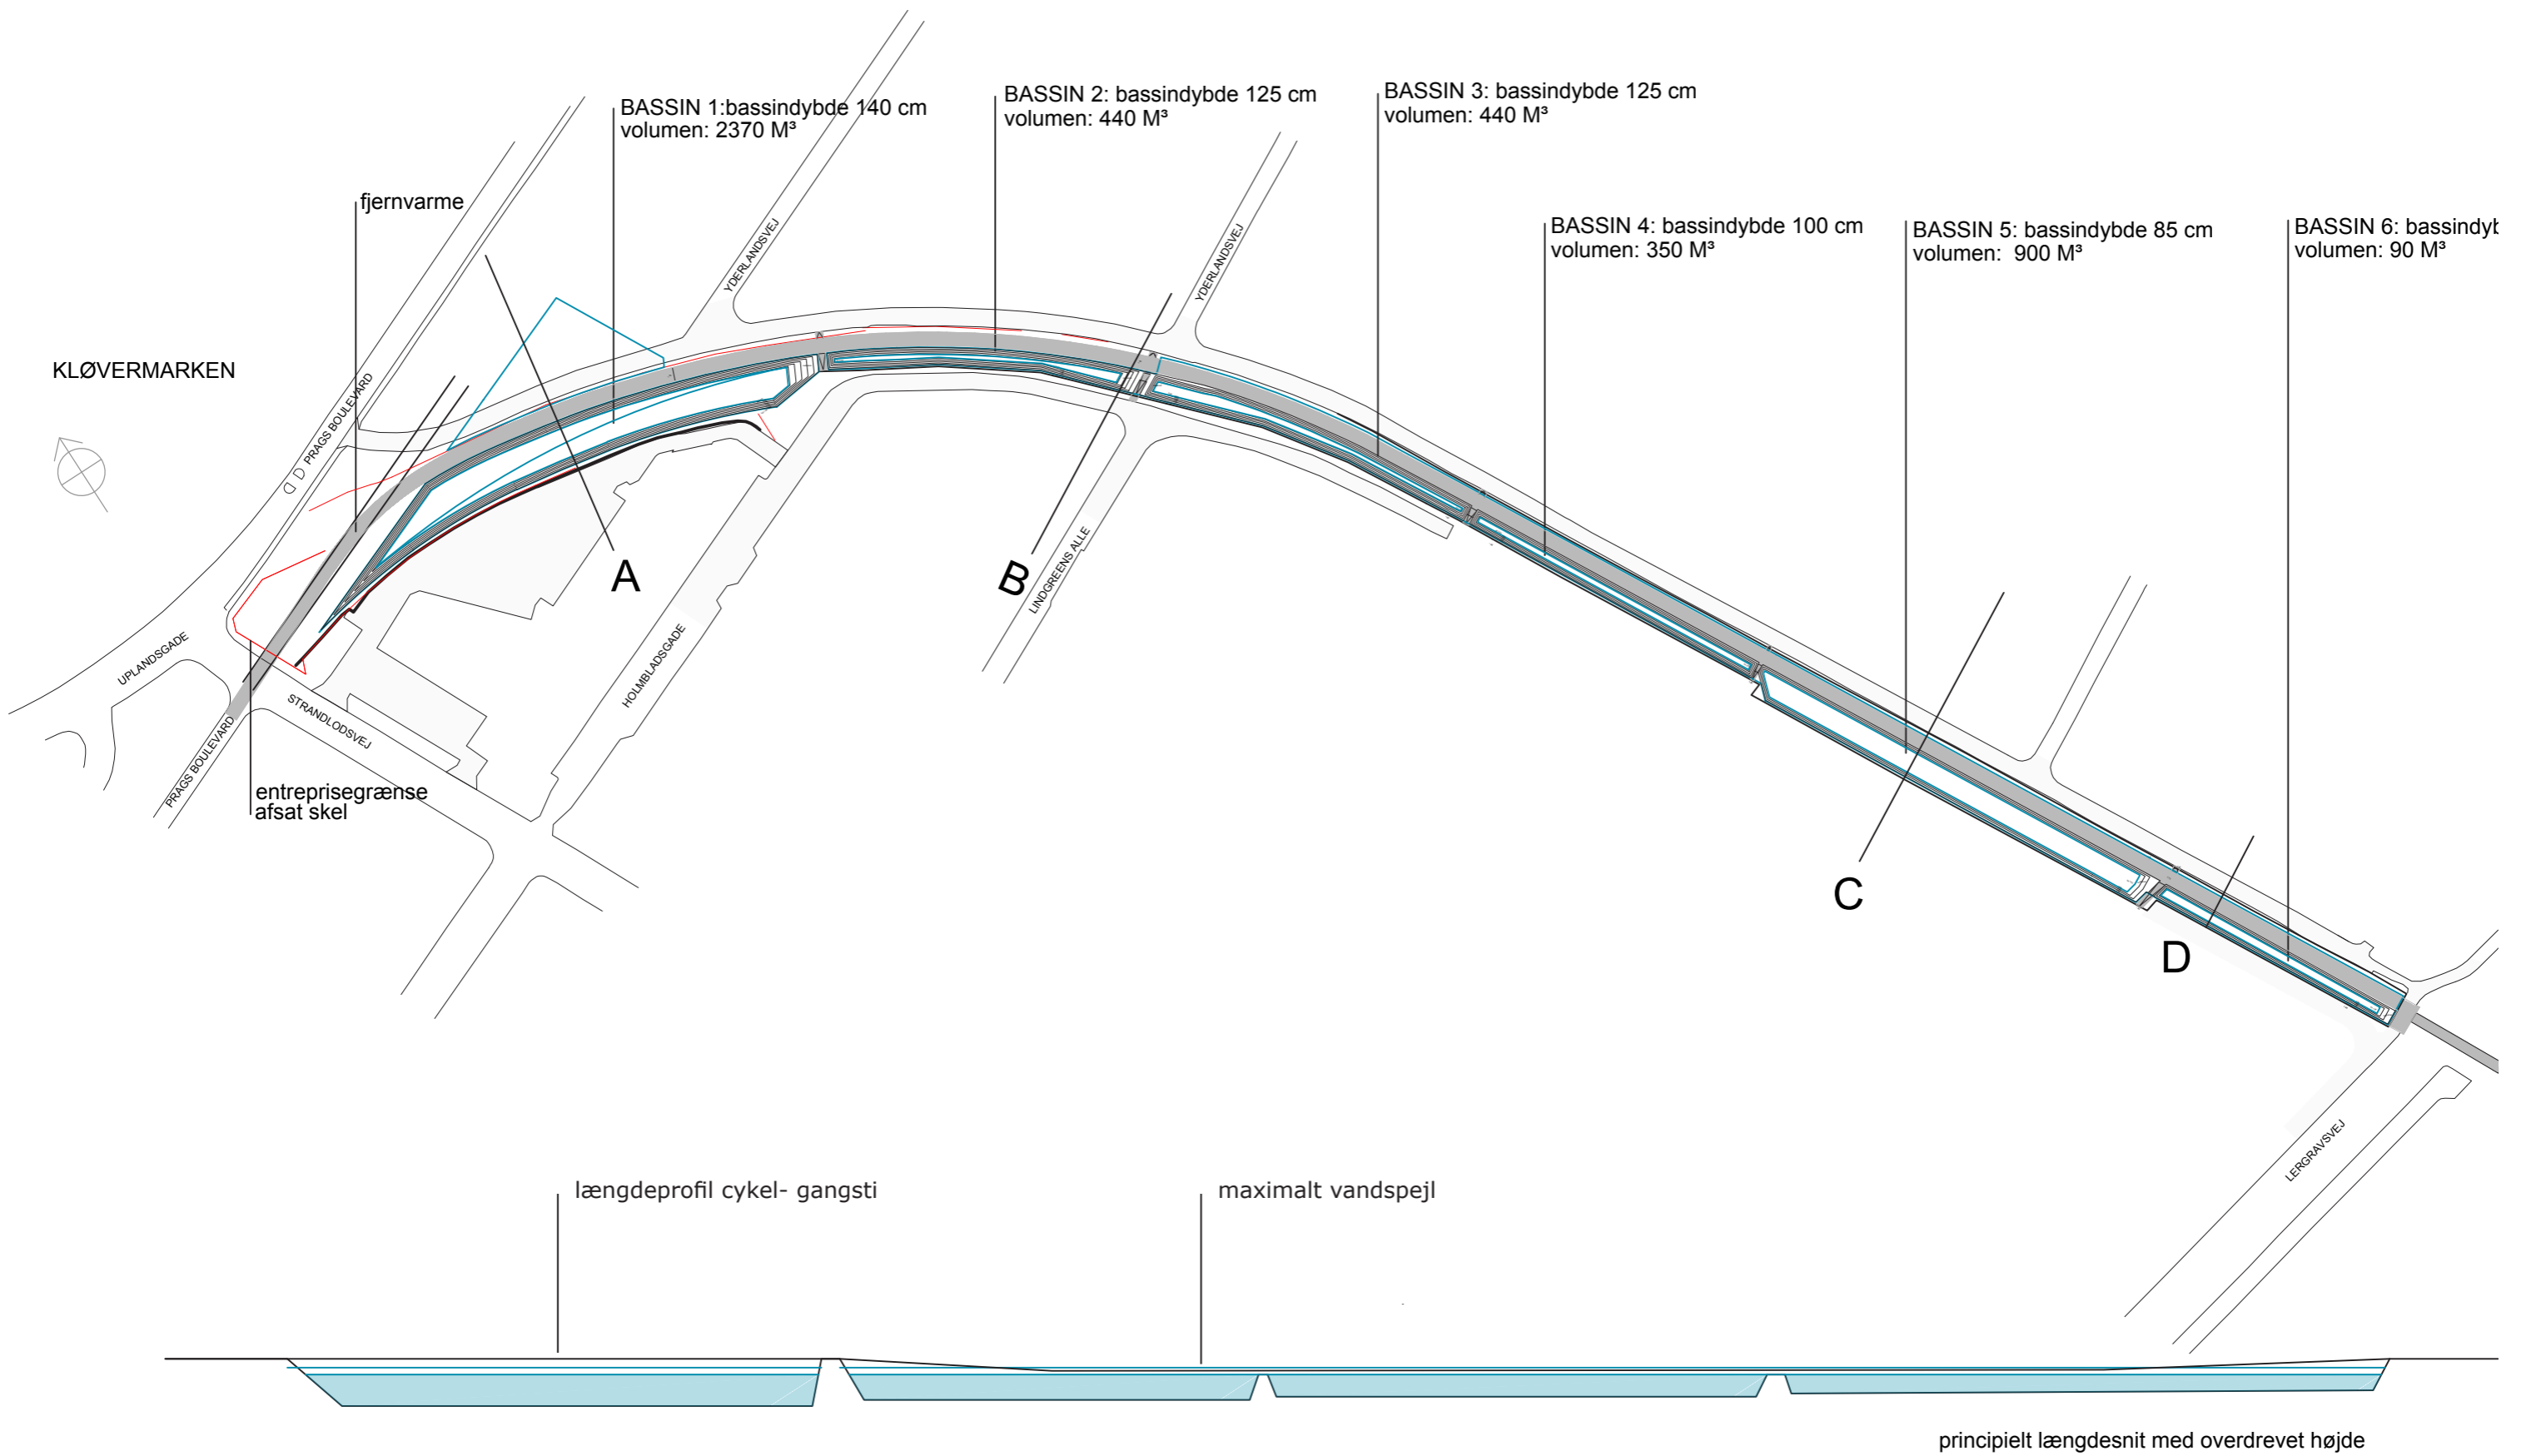 BASSIN 1:bassindybde 140 cm
volumen: 2370 M³
BASSIN 2: bassindybde 125 cm
volumen: 440 M³
BASSIN 3: bassindybde 125 cm
volumen: 440 M³
fjernvarme
BASSIN 4: bassindybde 100 cm
volumen: 350 M³
BASSIN 5: bassindybde 85 cm
volumen:  900 M³
BASSIN 6: bassindyb
volumen: 90 M³
YDERLANDSVEJ
YDERLANDSVEJ
KLØVERMARKEN
PRAGS BOULEVARD
A
B
LINDGREENS ALLE
UPLANDSGADE
HOLMBLADSGADE
STRANDLODSVEJ
PRAGS BOULEVARD
entreprisegrænse
afsat skel
C
D
LERGRAVSVEJ
længdeprofil cykel- gangsti
maximalt vandspejl
principielt længdesnit med overdrevet højde